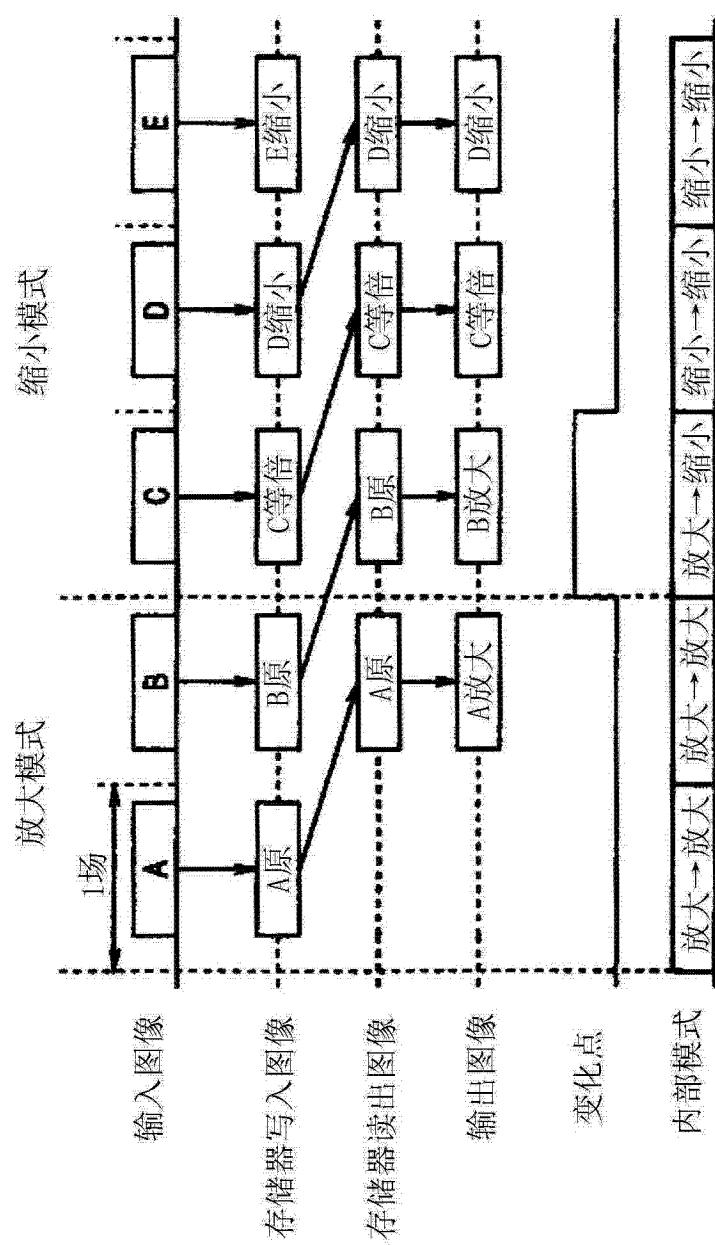 放大模式 缩小模式
1场
输入图像 A B C D E
存储器写入图像 A原 B原 C等倍 D缩小 E缩小
存储器读出图像 A原 B原 C等倍 D缩小
输出图像 A放大 B放大 C等倍 D缩小
变化点
内部模式 放大→放大 放大→放大 放大→缩小 缩小→缩小 缩小→缩小